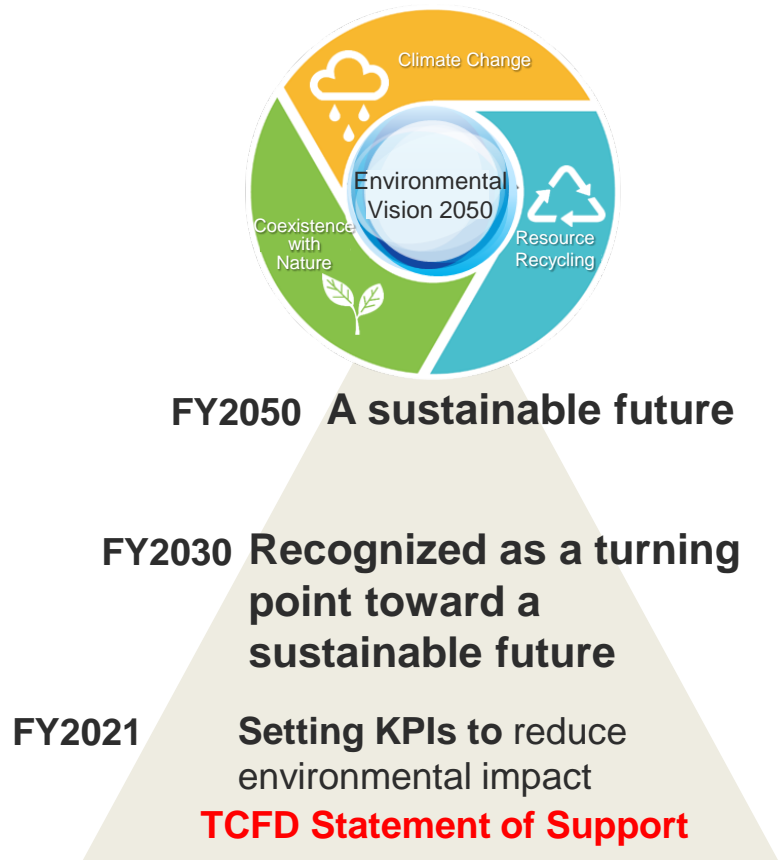 Climate Change
Environmental
Vision 2050
Coexistence
with
Nature
Resource
Recycling
FY2050 A sustainable future
FY2030 Recognized as a turning
point toward a
sustainable future
FY2021 Setting KPIs to reduce
environmental impact
TCFD Statement of Support